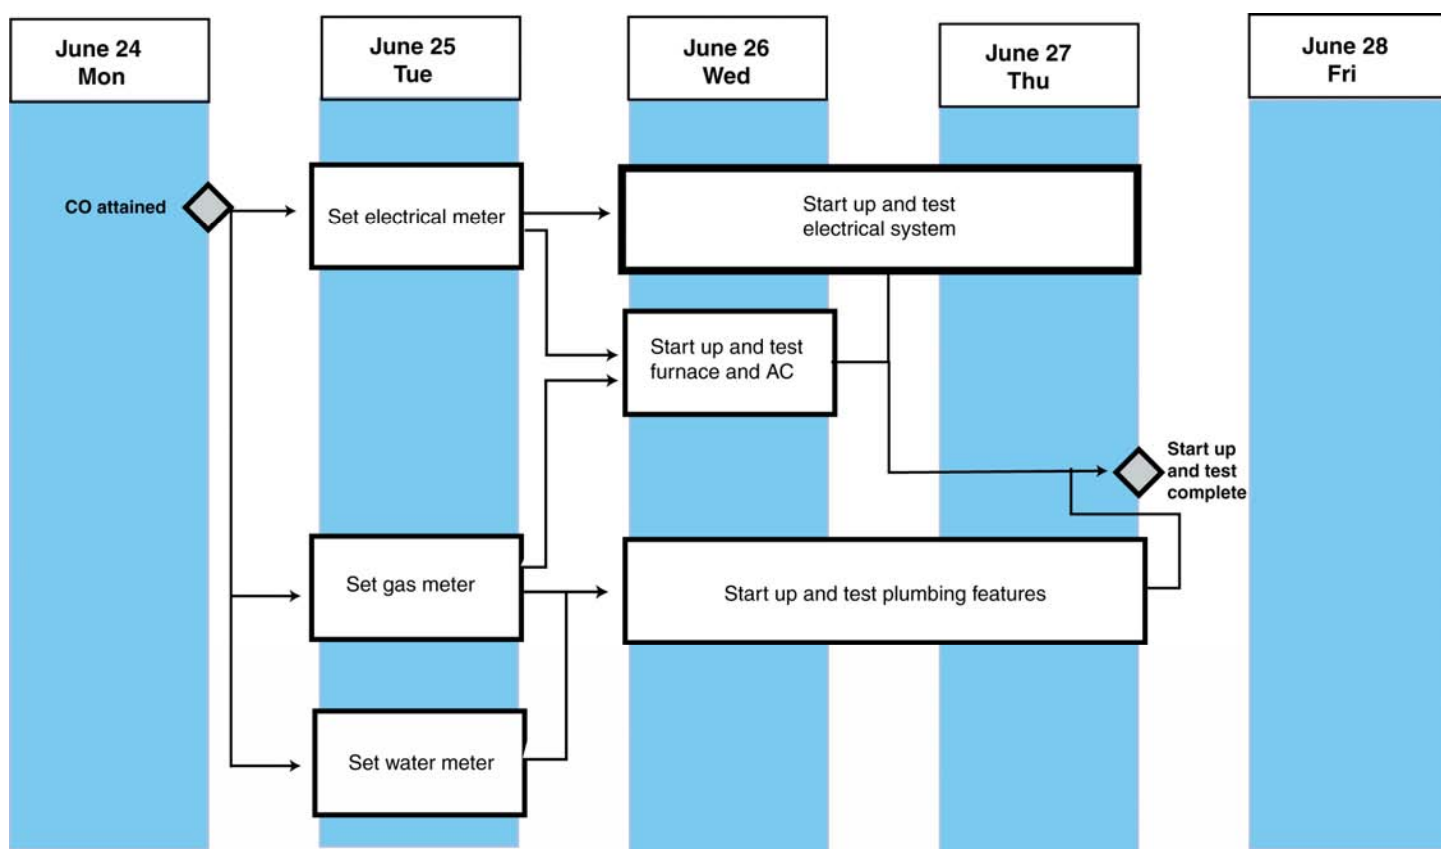 June 24
Mon
June 25
Tue
June 26
Wed
June 27
Thu
June 28
Fri
CO attained
Set electrical meter
Start up and test
electrical system
Start up and test
furnace and AC
Start up
and test
complete
Set gas meter
Start up and test plumbing features
Set water meter